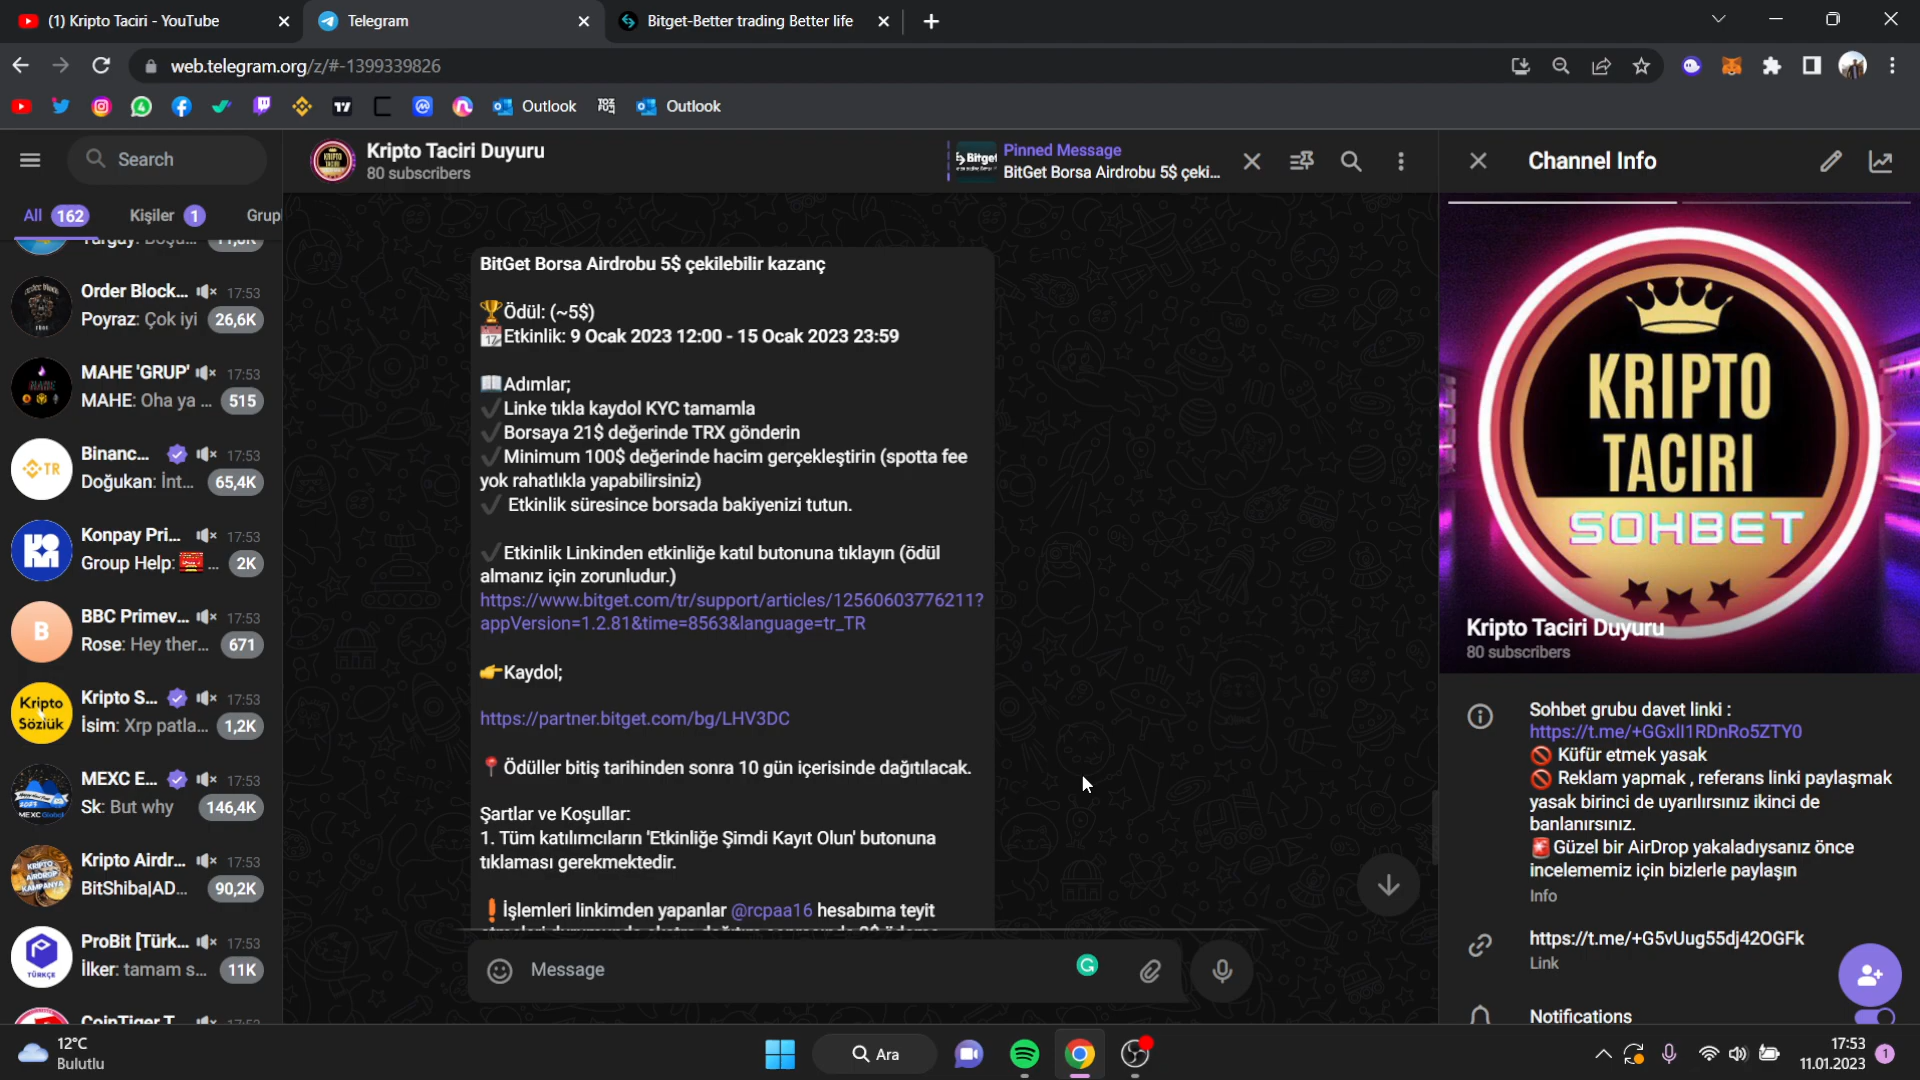 (1) Kripto Taciri - YouTube
Telegram
Bitget-Better trading Better life
web.telegram.org/z/#-1399339826
Outlook
Outlook
Search
All 162
Kişiler 1
Grup
11,0K
Order Block... 17:53
Poyraz: Çok iyi 26,6K
MAHE 'GRUP' 17:53
MAHE: Oha ya ... 515
Binanc... 17:53
Doğukan: İnt... 65,4K
Konpay Pri... 17:53
Group Help: ... 2K
BBC Primev... 17:53
Rose: Hey ther... 671
Kripto S... 17:53
İsim: Xrp patla... 1,2K
MEXC E... 17:53
Sk: But why 146,4K
Kripto Airdr... 17:53
BitShiba|AD... 90,2K
ProBit [Türk... 17:53
İlker: tamam s... 11K
CoinTiger T
Kripto Taciri Duyuru
80 subscribers
Pinned Message
BitGet Borsa Airdrobu 5$ çeki...
BitGet Borsa Airdrobu 5$ çekilebilir kazanç
🏆Ödül: (~5$)
📆Etkinlik: 9 Ocak 2023 12:00 - 15 Ocak 2023 23:59
📖Adımlar;
✔Linke tıkla kaydol KYC tamamla
✔Borsaya 21$ değerinde TRX gönderin
✔Minimum 100$ değerinde hacim gerçekleştirin (spotta fee
yok rahatlıkla yapabilirsiniz)
✔ Etkinlik süresince borsada bakiyenizi tutun.
✔Etkinlik Linkinden etkinliğe katıl butonuna tıklayın (ödül
almanız için zorunludur.)
https://www.bitget.com/tr/support/articles/12560603776211?
appVersion=1.2.81&time=8563&language=tr_TR
👉Kaydol;
https://partner.bitget.com/bg/LHV3DC
📍Ödüller bitiş tarihinden sonra 10 gün içerisinde dağıtılacak.
Şartlar ve Koşullar:
1. Tüm katılımcıların 'Etkinliğe Şimdi Kayıt Olun' butonuna
tıklaması gerekmektedir.
❗İşlemleri linkimden yapanlar @rcpaa16 hesabıma teyit
Message
Channel Info
KRIPTO
TACIRI
SOHBET
Kripto Taciri Duyuru
80 subscribers
Sohbet grubu davet linki :
https://t.me/+GGxlI1RDnRo5ZTY0
🚫 Küfür etmek yasak
🚫 Reklam yapmak , referans linki paylaşmak
yasak birinci de uyarılırsınız ikinci de
banlanırsınız.
🚨Güzel bir AirDrop yakaladıysanız önce
incelememiz için bizlerle paylaşın
Info
https://t.me/+G5vUug55dj42OGFk
Link
Notifications
12°C
Bulutlu
Ara
17:53
11.01.2023
1